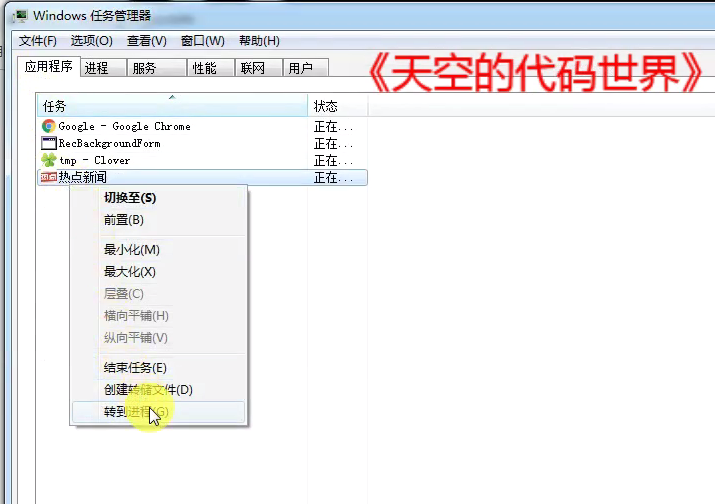 Windows 任务管理器
文件(F) 选项(O) 查看(V) 窗口(W) 帮助(H)
应用程序 进程 服务 性能 联网 用户
《天空的代码世界》
任务 状态
Google - Google Chrome 正在...
RecBackgroundForm 正在...
tmp - Clover 正在...
热点新闻 正在...
切换至(S)
前置(B)
最小化(M)
最大化(X)
层叠(C)
横向平铺(H)
纵向平铺(V)
结束任务(E)
创建转储文件(D)
转到进程(G)